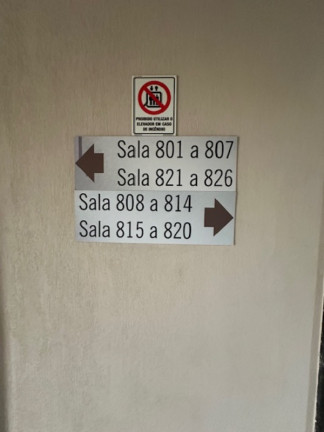 PROIBIDO UTILIZAR O
ELEVADOR EM CASO
DE INCÊNDIO
Sala 801 a 807
Sala 821 a 826
Sala 808 a 814
Sala 815 a 820